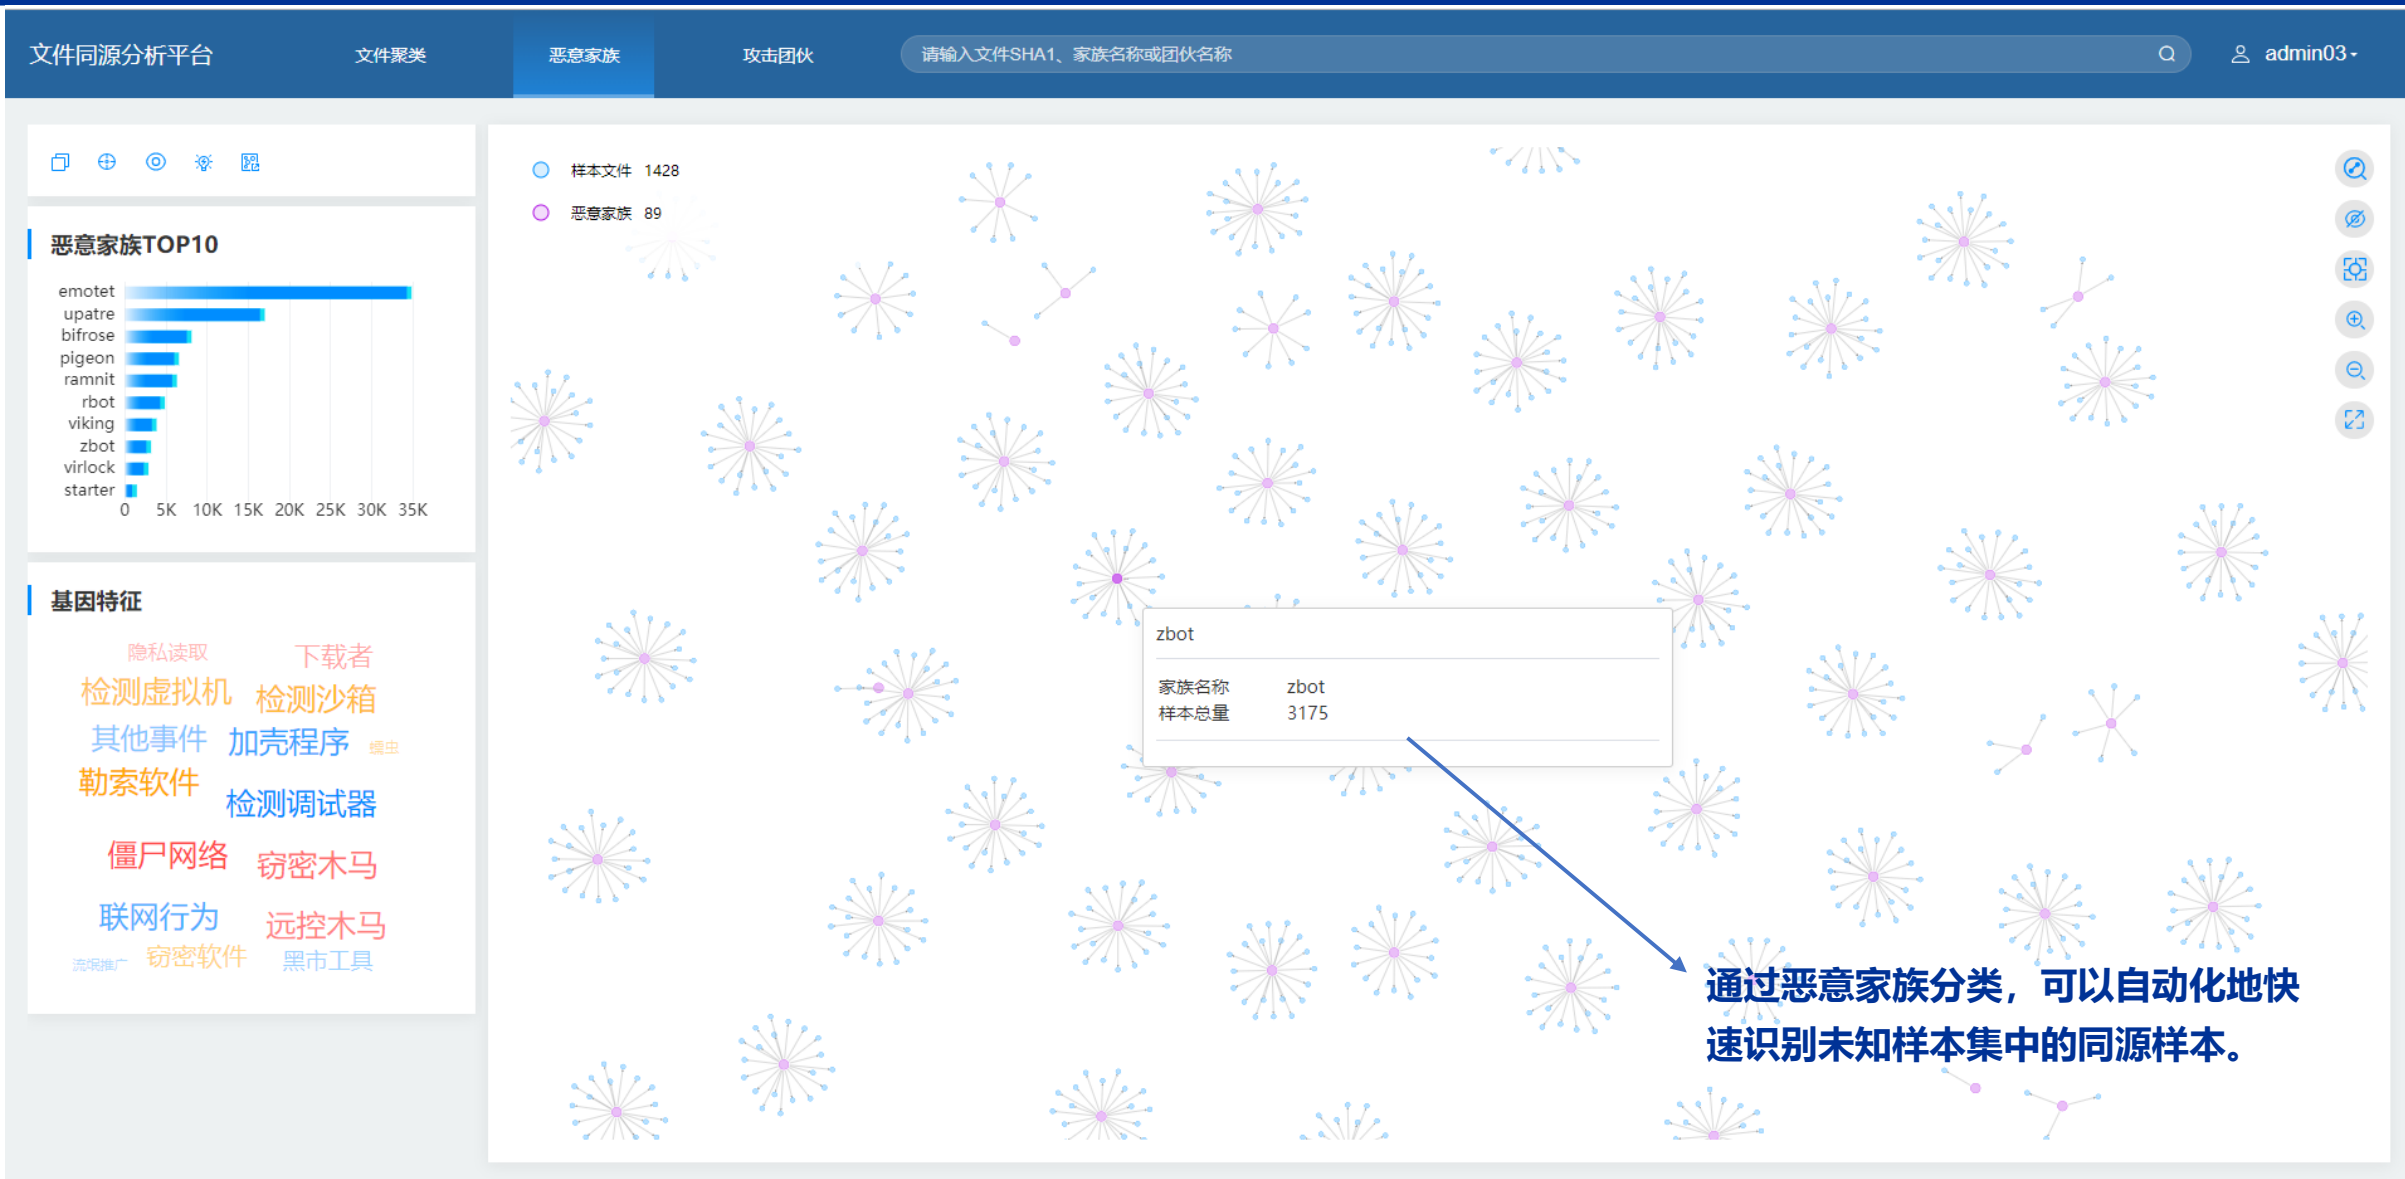 文件同源分析平台
文件聚类
恶意家族
攻击团伙
请输入文件SHA1、家族名称或团伙名称
admin03
样本文件 1428
恶意家族 89
恶意家族TOP10
emotet
upatre
bifrose
pigeon
ramnit
rbot
viking
zbot
virlock
starter
0 5K 10K 15K 20K 25K 30K 35K
基因特征
隐私读取 下载者
检测虚拟机 检测沙箱
其他事件 加壳程序 蠕虫
勒索软件 检测调试器
僵尸网络 窃密木马
联网行为 远控木马
流氓推广 窃密软件 黑市工具
zbot
家族名称 zbot
样本总量 3175
通过恶意家族分类，可以自动化地快
速识别未知样本集中的同源样本。